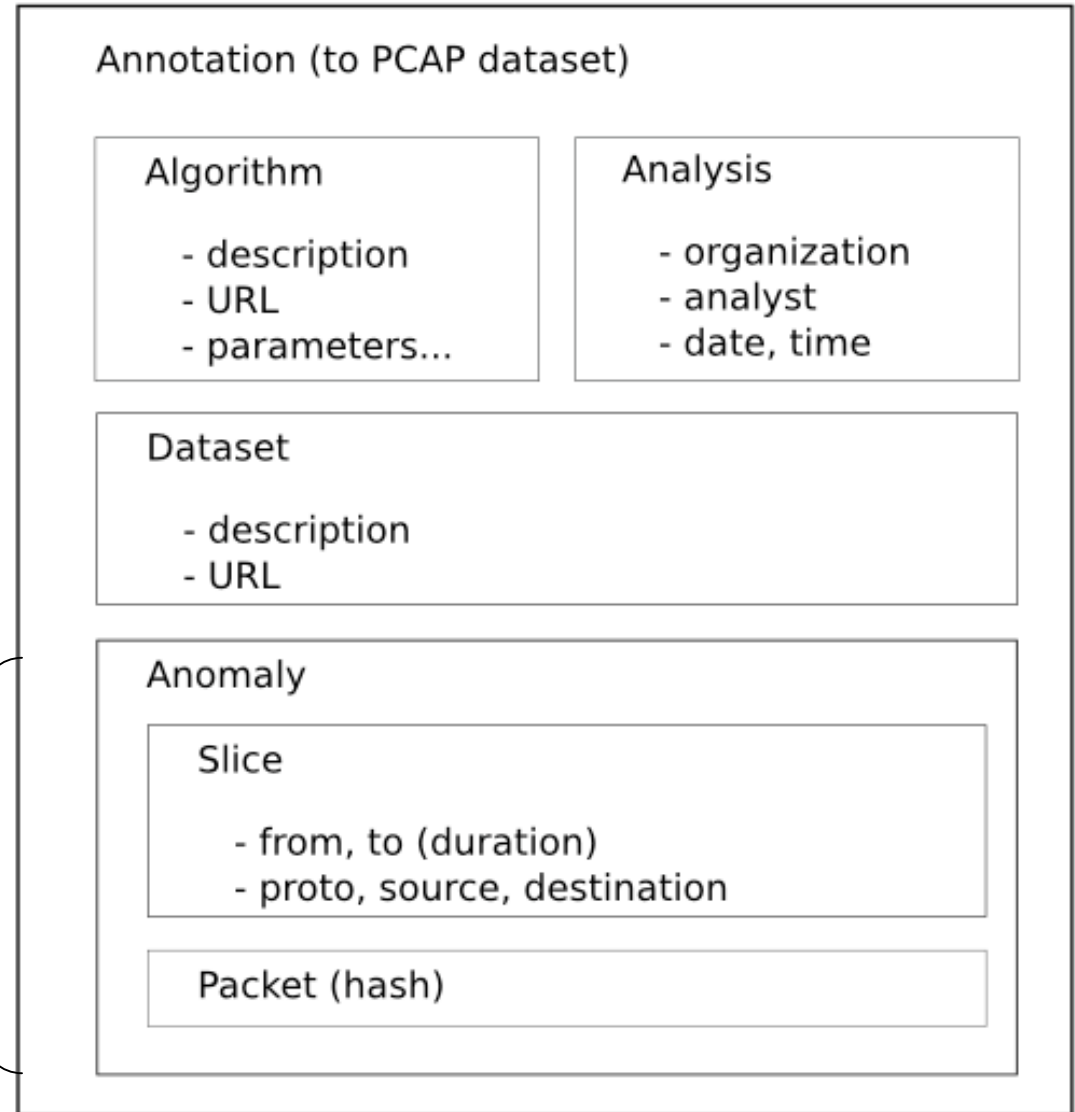 Annotation (to PCAP dataset)
Algorithm
- description
- URL
- parameters...
Analysis
- organization
- analyst
- date, time
Dataset
- description
- URL
Anomaly
Slice
- from, to (duration)
- proto, source, destination
Packet (hash)